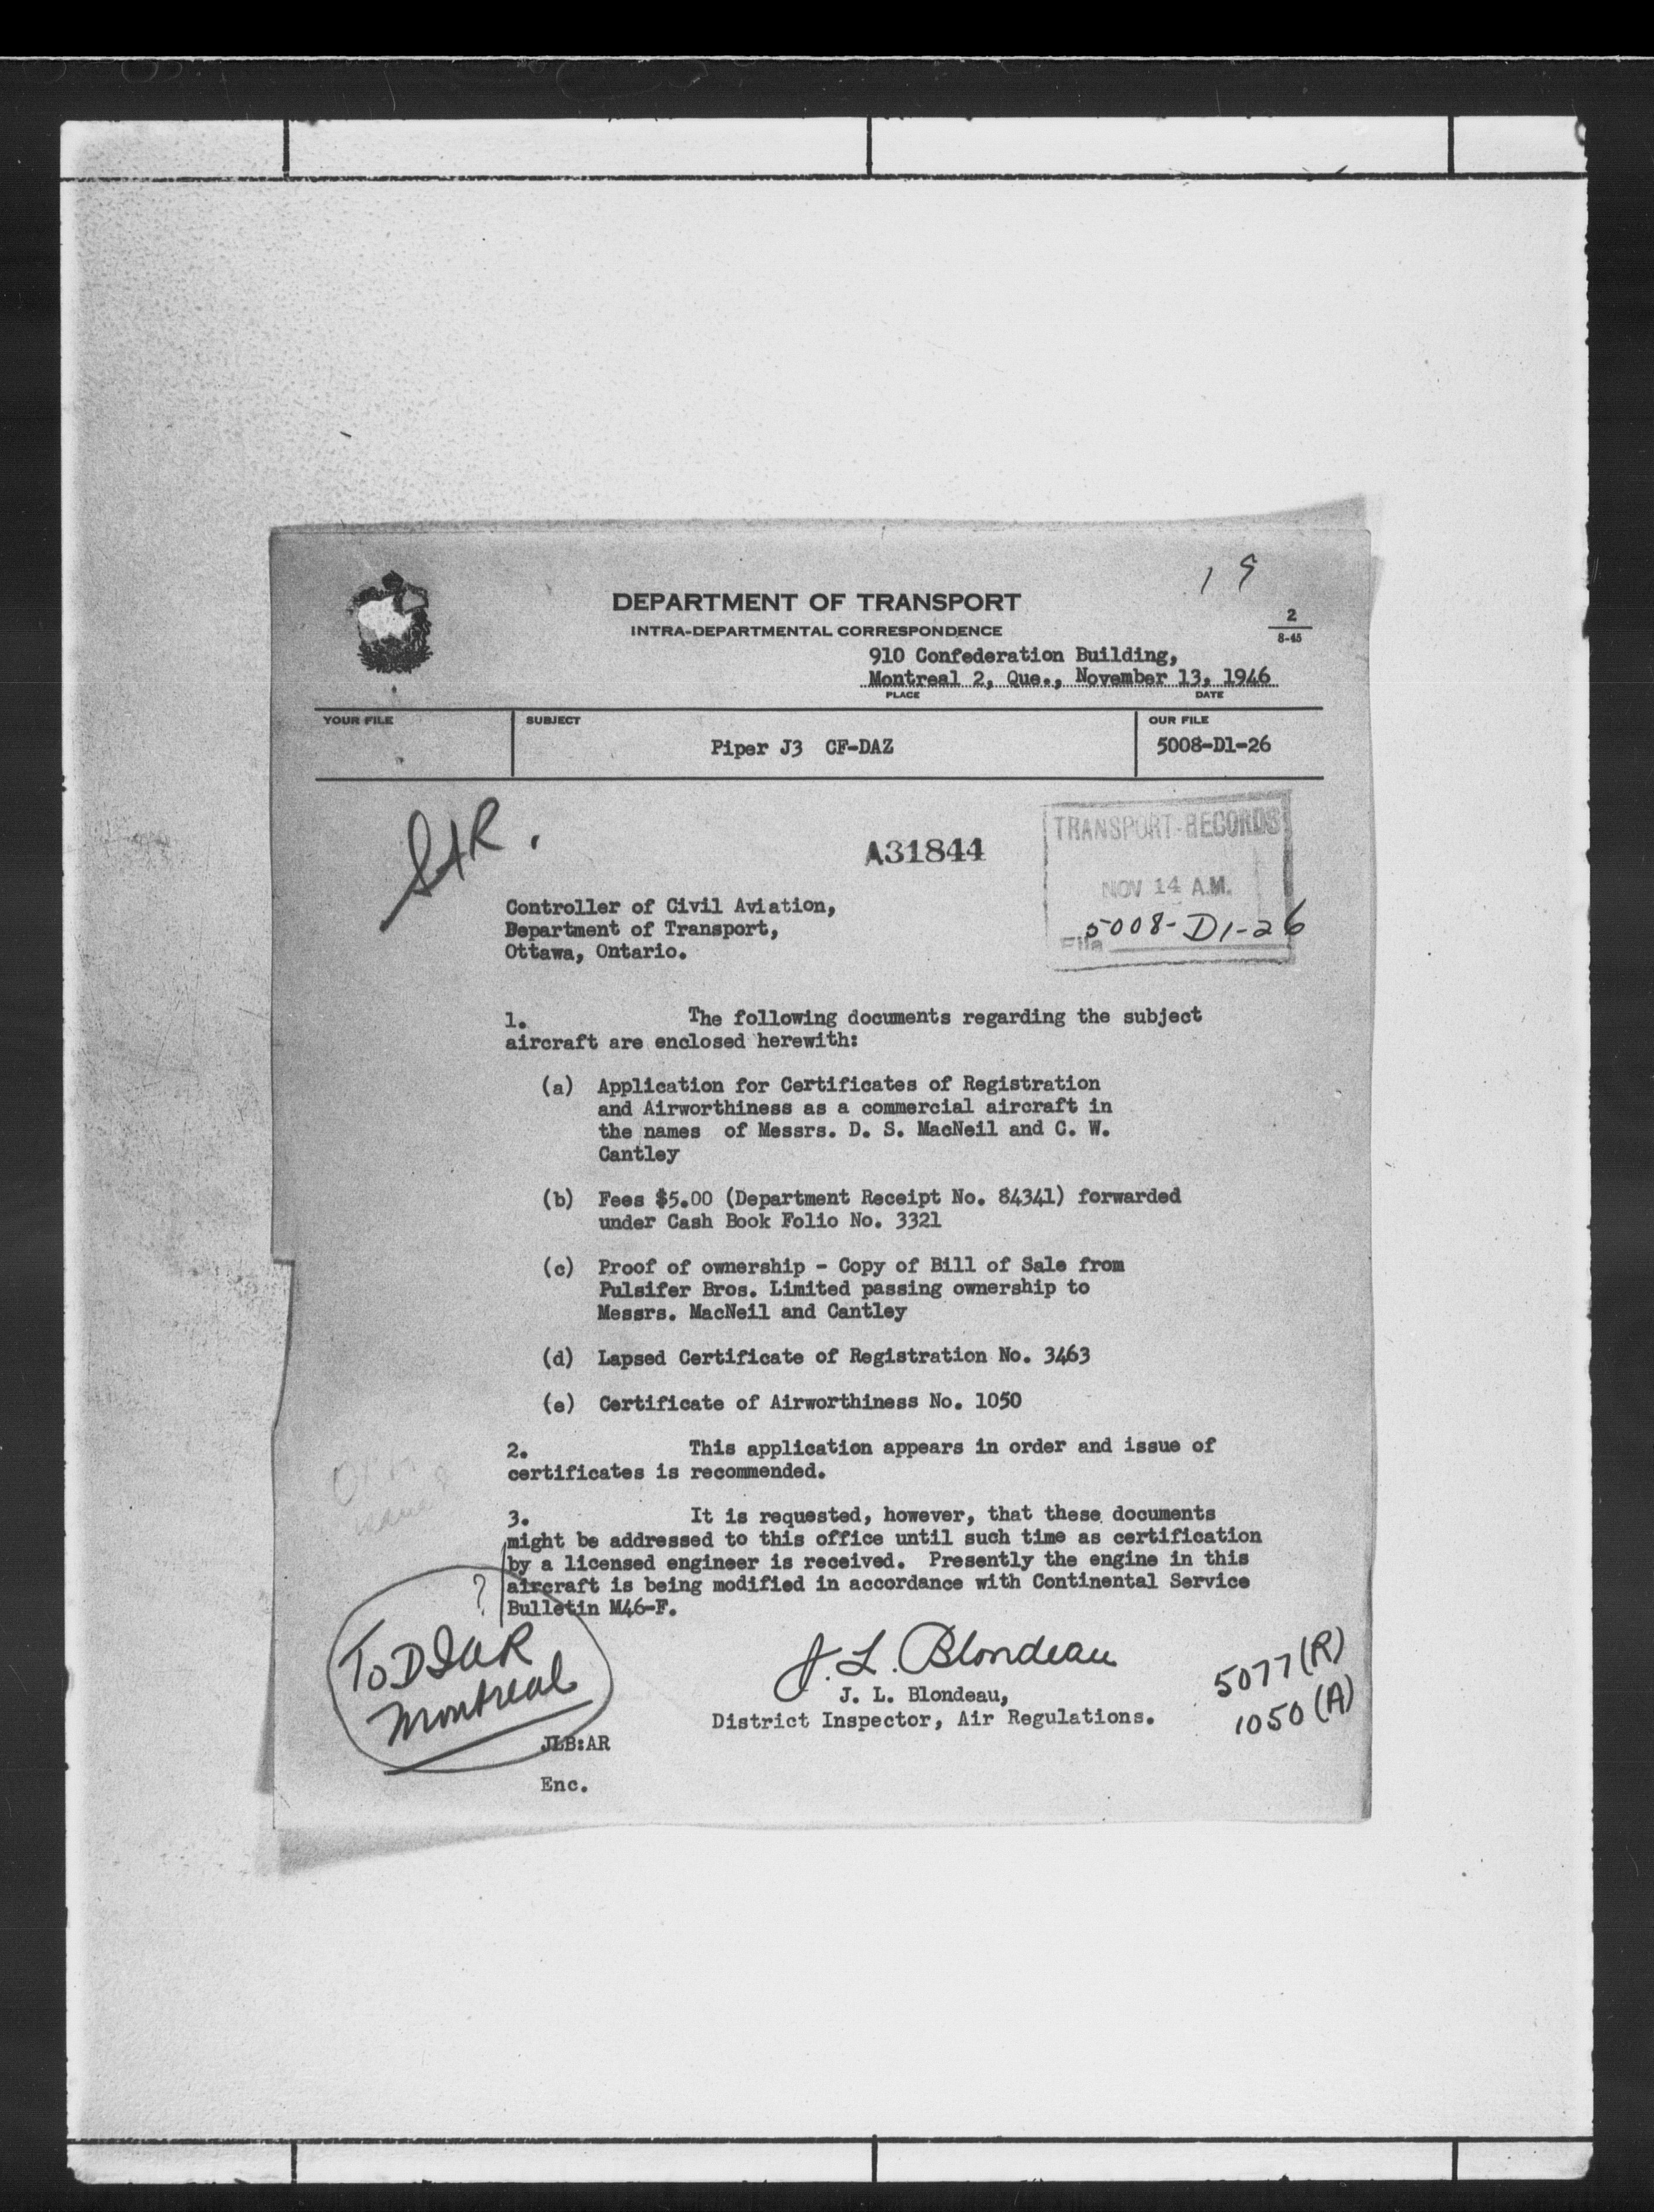 19
DEPARTMENT OF TRANSPORT
INTRA-DEPARTMENTAL CORRESPONDENCE
2
8-45
910 Confederation Building,
Montreal 2, Que., November 13, 1946
PLACE DATE
YOUR FILE SUBJECT OUR FILE
Piper J3 CF-DAZ 5008-D1-26
A31844
TRANSPORT-RECORDS
NOV 14 A.M.
File 5008-D1-26
Controller of Civil Aviation,
Department of Transport,
Ottawa, Ontario.
1. The following documents regarding the subject
aircraft are enclosed herewith:
(a) Application for Certificates of Registration
and Airworthiness as a commercial aircraft in
the names of Messrs. D. S. MacNeil and C. W.
Cantley
(b) Fees $5.00 (Department Receipt No. 84341) forwarded
under Cash Book Folio No. 3321
(c) Proof of ownership - Copy of Bill of Sale from
Pulsifer Bros. Limited passing ownership to
Messrs. MacNeil and Cantley
(d) Lapsed Certificate of Registration No. 3463
(e) Certificate of Airworthiness No. 1050
2. This application appears in order and issue of
certificates is recommended.
3. It is requested, however, that these documents
might be addressed to this office until such time as certification
by a licensed engineer is received. Presently the engine in this
? aircraft is being modified in accordance with Continental Service
Bulletin M46-F.
To DIAR
Montreal
J. L. Blondeau
J. L. Blondeau,
District Inspector, Air Regulations.
5077 (R)
1050 (A)
JLB:AR
Enc.